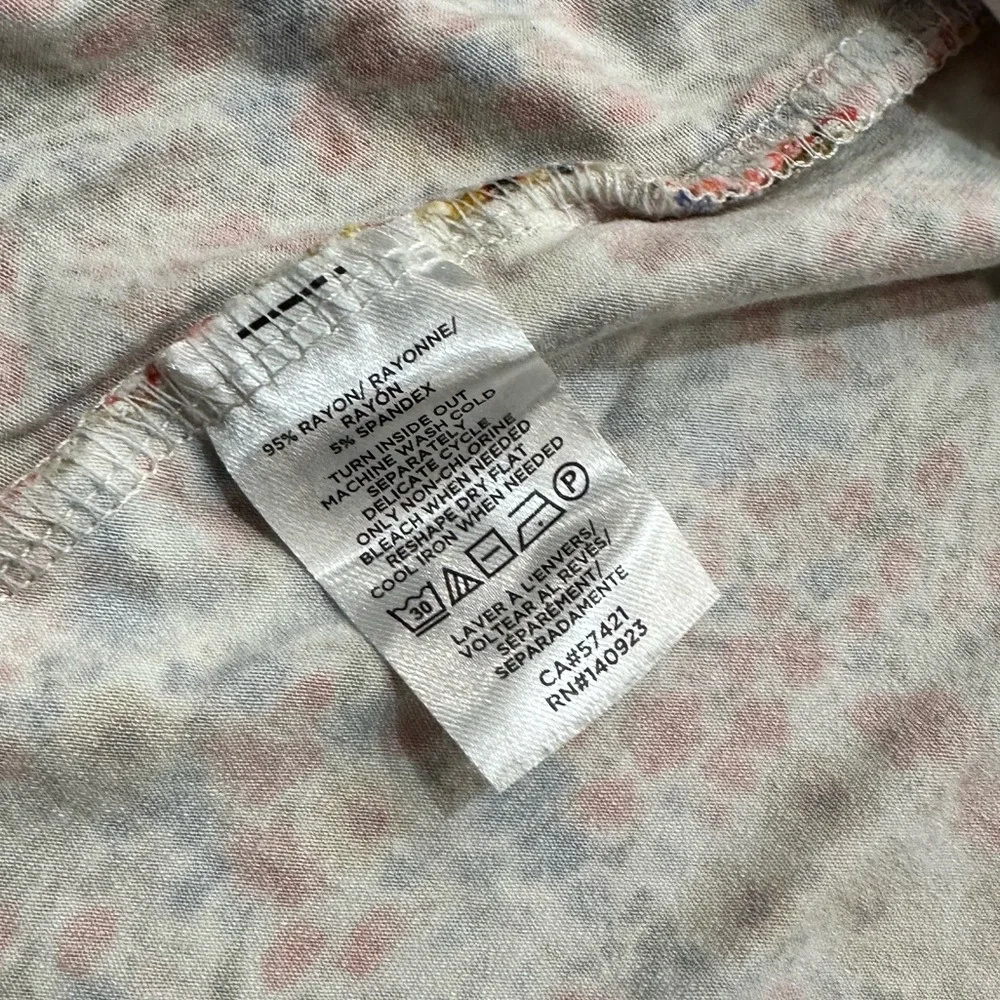 95% RAYON/ RAYONNE/
RAYÓN
5% SPANDEX
TURN INSIDE OUT
MACHINE WASH COLD
SEPARATELY
DELICATE CYCLE
ONLY NON-CHLORINE
BLEACH WHEN NEEDED
RESHAPE DRY FLAT
COOL IRON WHEN NEEDED
30 P
LAVER À L'ENVERS/
VOLTEAR AL REVÉS/
SÉPARÉMENT/
SEPARADAMENTE
CA#57421
RN#140923